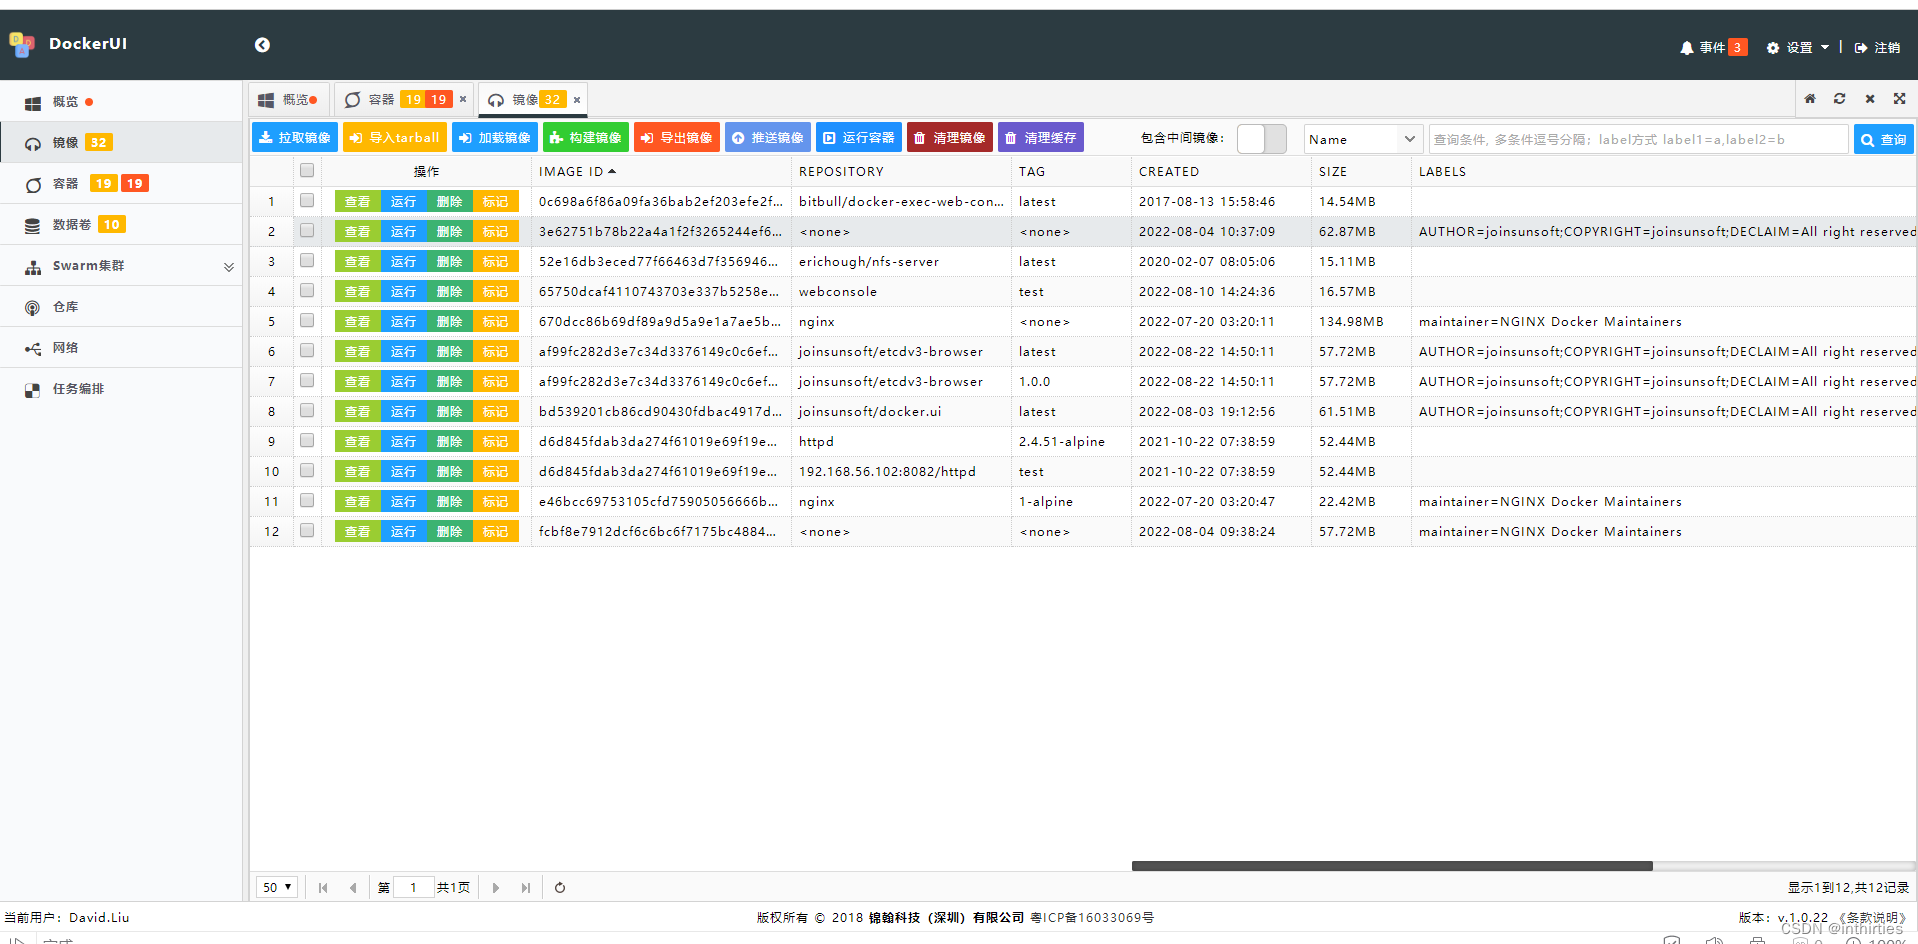 DockerUI
事件 3 设置 | 注销
概览
镜像 32
容器 19 19
数据卷 10
Swarm集群
仓库
网络
任务编排
概览 容器 19 19 × 镜像 32 ×
拉取镜像 导入tarball 加载镜像 构建镜像 导出镜像 推送镜像 运行容器 清理镜像 清理缓存 包含中间镜像: Name 查询条件, 多条件逗号分隔; label方式 label1=a,label2=b 查询
操作 IMAGE ID REPOSITORY TAG CREATED SIZE LABELS
1 查看 运行 删除 标记 0c698a6f86a09fa36bab2ef203efe2f... bitbull/docker-exec-web-con... latest 2017-08-13 15:58:46 14.54MB
2 查看 运行 删除 标记 3e62751b78b22a4a1f2f3265244ef6... <none> <none> 2022-08-04 10:37:09 62.87MB AUTHOR=joinsunsoft;COPYRIGHT=joinsunsoft;DECLAIM=All right reserved
3 查看 运行 删除 标记 52e16db3eced77f66463d7f356946... erichough/nfs-server latest 2020-02-07 08:05:06 15.11MB
4 查看 运行 删除 标记 65750dcaf4110743703e337b5258e... webconsole test 2022-08-10 14:24:36 16.57MB
5 查看 运行 删除 标记 670dcc86b69df89a9d5a9e1a7ae5b... nginx <none> 2022-07-20 03:20:11 134.98MB maintainer=NGINX Docker Maintainers
6 查看 运行 删除 标记 af99fc282d3e7c34d3376149c0c6ef... joinsunsoft/etcdv3-browser latest 2022-08-22 14:50:11 57.72MB AUTHOR=joinsunsoft;COPYRIGHT=joinsunsoft;DECLAIM=All right reserved
7 查看 运行 删除 标记 af99fc282d3e7c34d3376149c0c6ef... joinsunsoft/etcdv3-browser 1.0.0 2022-08-22 14:50:11 57.72MB AUTHOR=joinsunsoft;COPYRIGHT=joinsunsoft;DECLAIM=All right reserved
8 查看 运行 删除 标记 bd539201cb86cd90430fdbac4917d... joinsunsoft/docker.ui latest 2022-08-03 19:12:56 61.51MB AUTHOR=joinsunsoft;COPYRIGHT=joinsunsoft;DECLAIM=All right reserved
9 查看 运行 删除 标记 d6d845fdab3da274f61019e69f19e... httpd 2.4.51-alpine 2021-10-22 07:38:59 52.44MB
10 查看 运行 删除 标记 d6d845fdab3da274f61019e69f19e... 192.168.56.102:8082/httpd test 2021-10-22 07:38:59 52.44MB
11 查看 运行 删除 标记 e46bcc69753105cfd75905056666b... nginx 1-alpine 2022-07-20 03:20:47 22.42MB maintainer=NGINX Docker Maintainers
12 查看 运行 删除 标记 fcbf8e7912dcf6c6bc6f7175bc4884... <none> <none> 2022-08-04 09:38:24 57.72MB maintainer=NGINX Docker Maintainers
50 第 1 共1页 显示1到12,共12记录
当前用户: David.Liu 版权所有 © 2018 锦翰科技 (深圳) 有限公司 粤ICP备16033069号 版本: v.1.0.22 《条款说明》
CSDN @inthirties